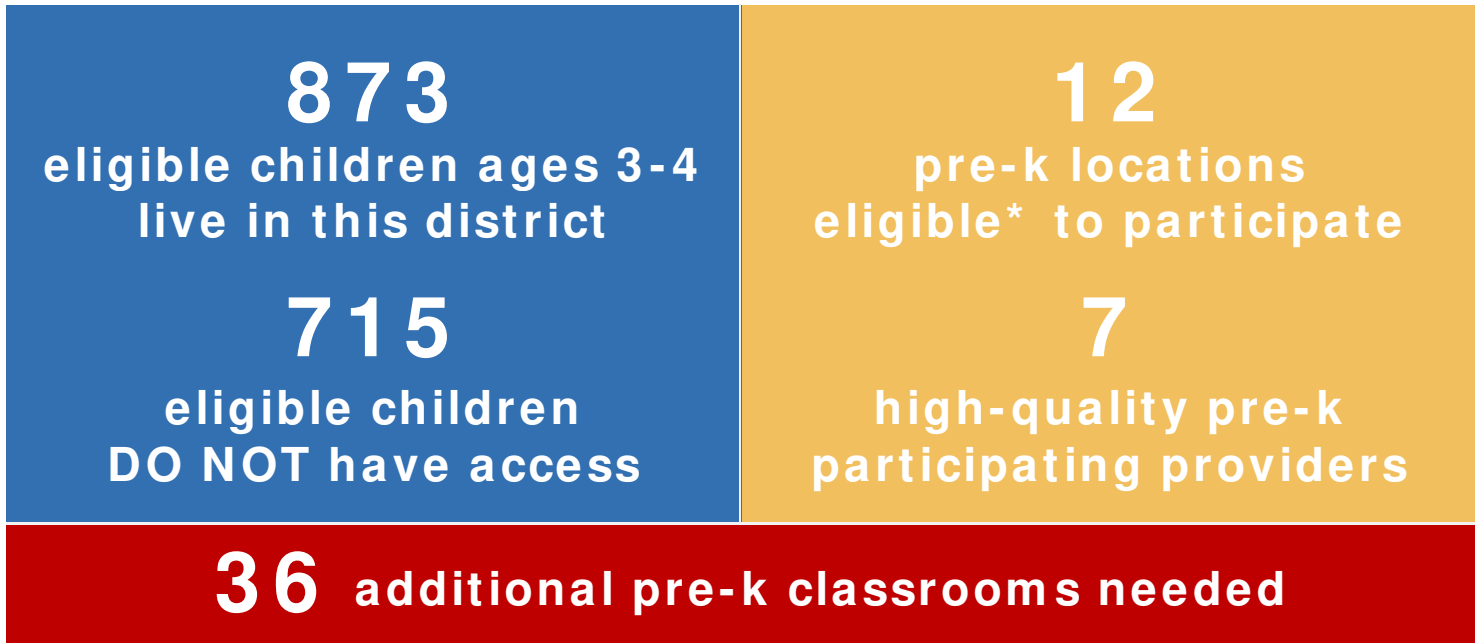 873
eligible children ages 3-4
live in this district
715
eligible children
DO NOT have access
12
pre-k locations
eligible* to participate
7
high-quality pre-k
participating providers
36 additional pre-k classrooms needed